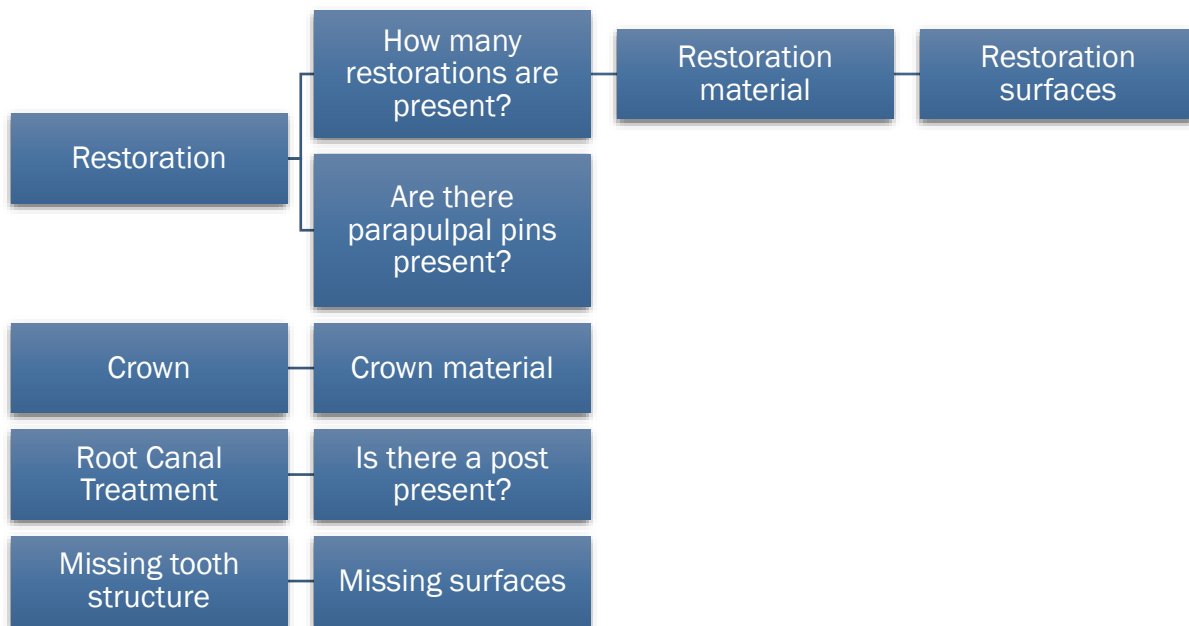 Restoration
How many
restorations are
present?
Restoration
material
Restoration
surfaces
Are there
parapulpal pins
present?
Crown
Crown material
Root Canal
Treatment
Is there a post
present?
Missing tooth
structure
Missing surfaces